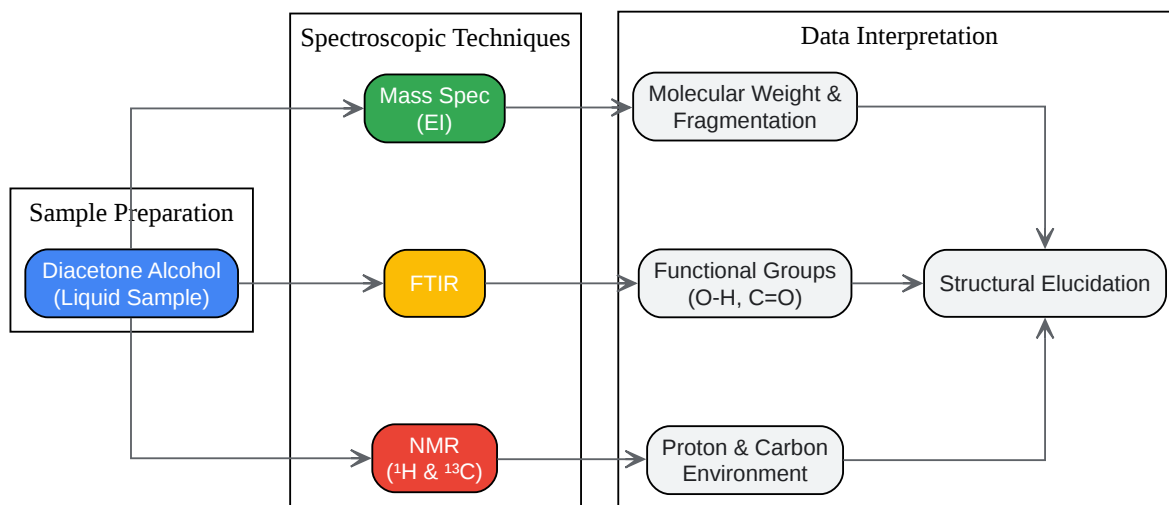 Spectroscopic Techniques
Data Interpretation
Mass Spec
(EI)
Molecular Weight &
Fragmentation
Sample Preparation
Diacetone Alcohol
(Liquid Sample)
FTIR
Functional Groups
(O-H, C=O)
Structural Elucidation
NMR
(¹H & ¹³C)
Proton & Carbon
Environment